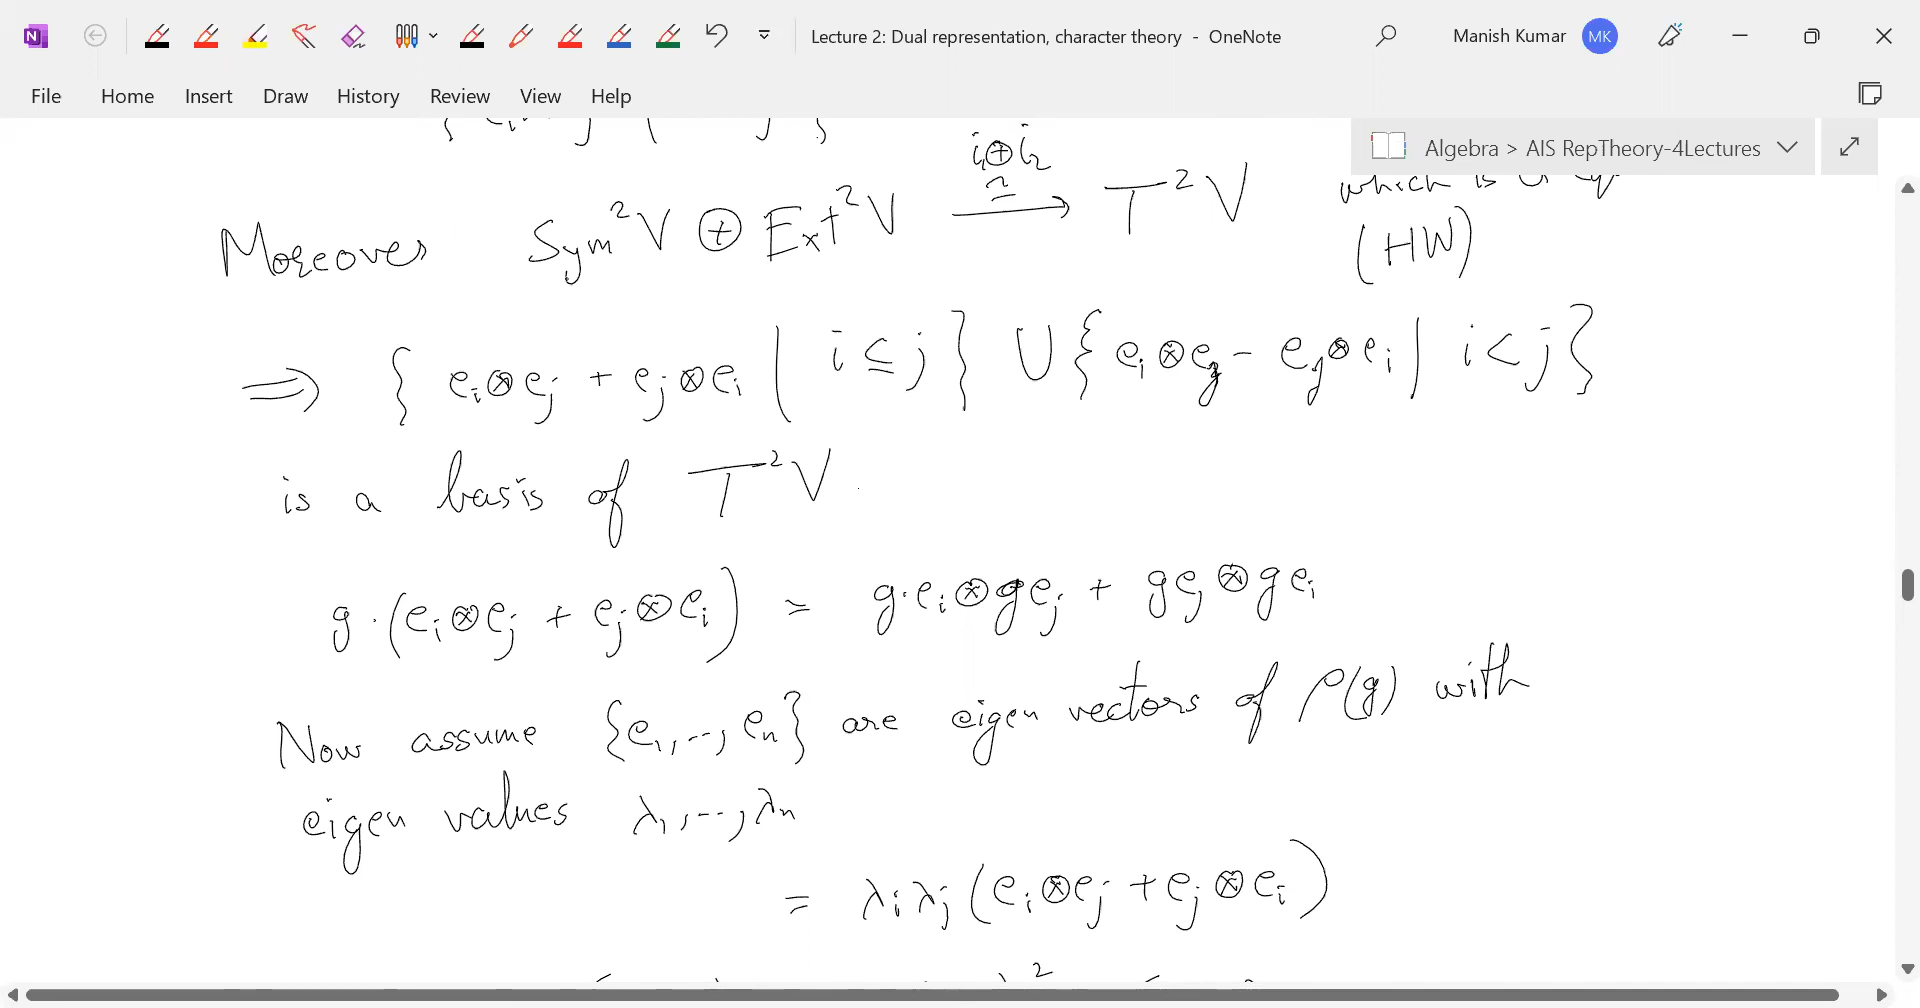 Lecture 2: Dual representation, character theory - OneNote
Manish Kumar MK
File Home Insert Draw History Review View Help
Algebra > AIS RepTheory-4Lectures
i₁⊕i₂
Moreover Sym²V ⊕ Ext²V ≃→ T²V which is
(HW)
⇒ { eᵢ⊗eⱼ + eⱼ⊗eᵢ | i ≤ j } ∪ { eᵢ⊗eⱼ - eⱼ⊗eᵢ | i < j }
is a basis of T²V.
g·(eᵢ⊗eⱼ + eⱼ⊗eᵢ) = g·eᵢ⊗geⱼ + geⱼ⊗geᵢ
Now assume {e₁,..,eₙ} are eigen vectors of ρ(g) with
eigen values λ₁,..,λₙ
= λᵢλⱼ(eᵢ⊗eⱼ + eⱼ⊗eᵢ)